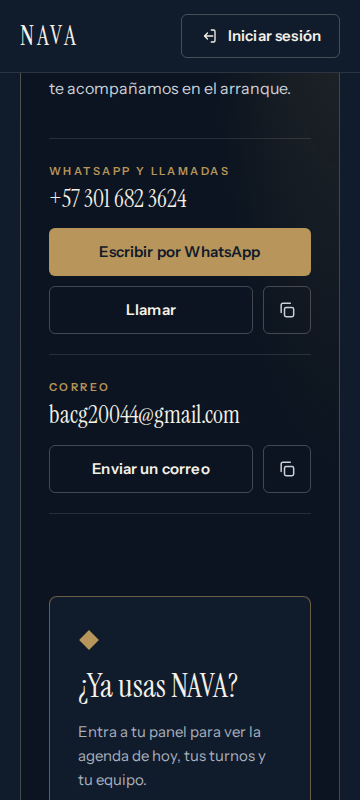 NAVA
Iniciar sesión
te acompañamos en el arranque.
WHATSAPP Y LLAMADAS
+57 301 682 3624
Escribir por WhatsApp
Llamar
CORREO
bacg20044@gmail.com
Enviar un correo
¿Ya usas NAVA?
Entra a tu panel para ver la
agenda de hoy, tus turnos y
tu equipo.